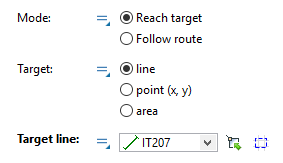 Mode: Reach target
Follow route
Target: line
point (x, y)
area
Target line: IT207